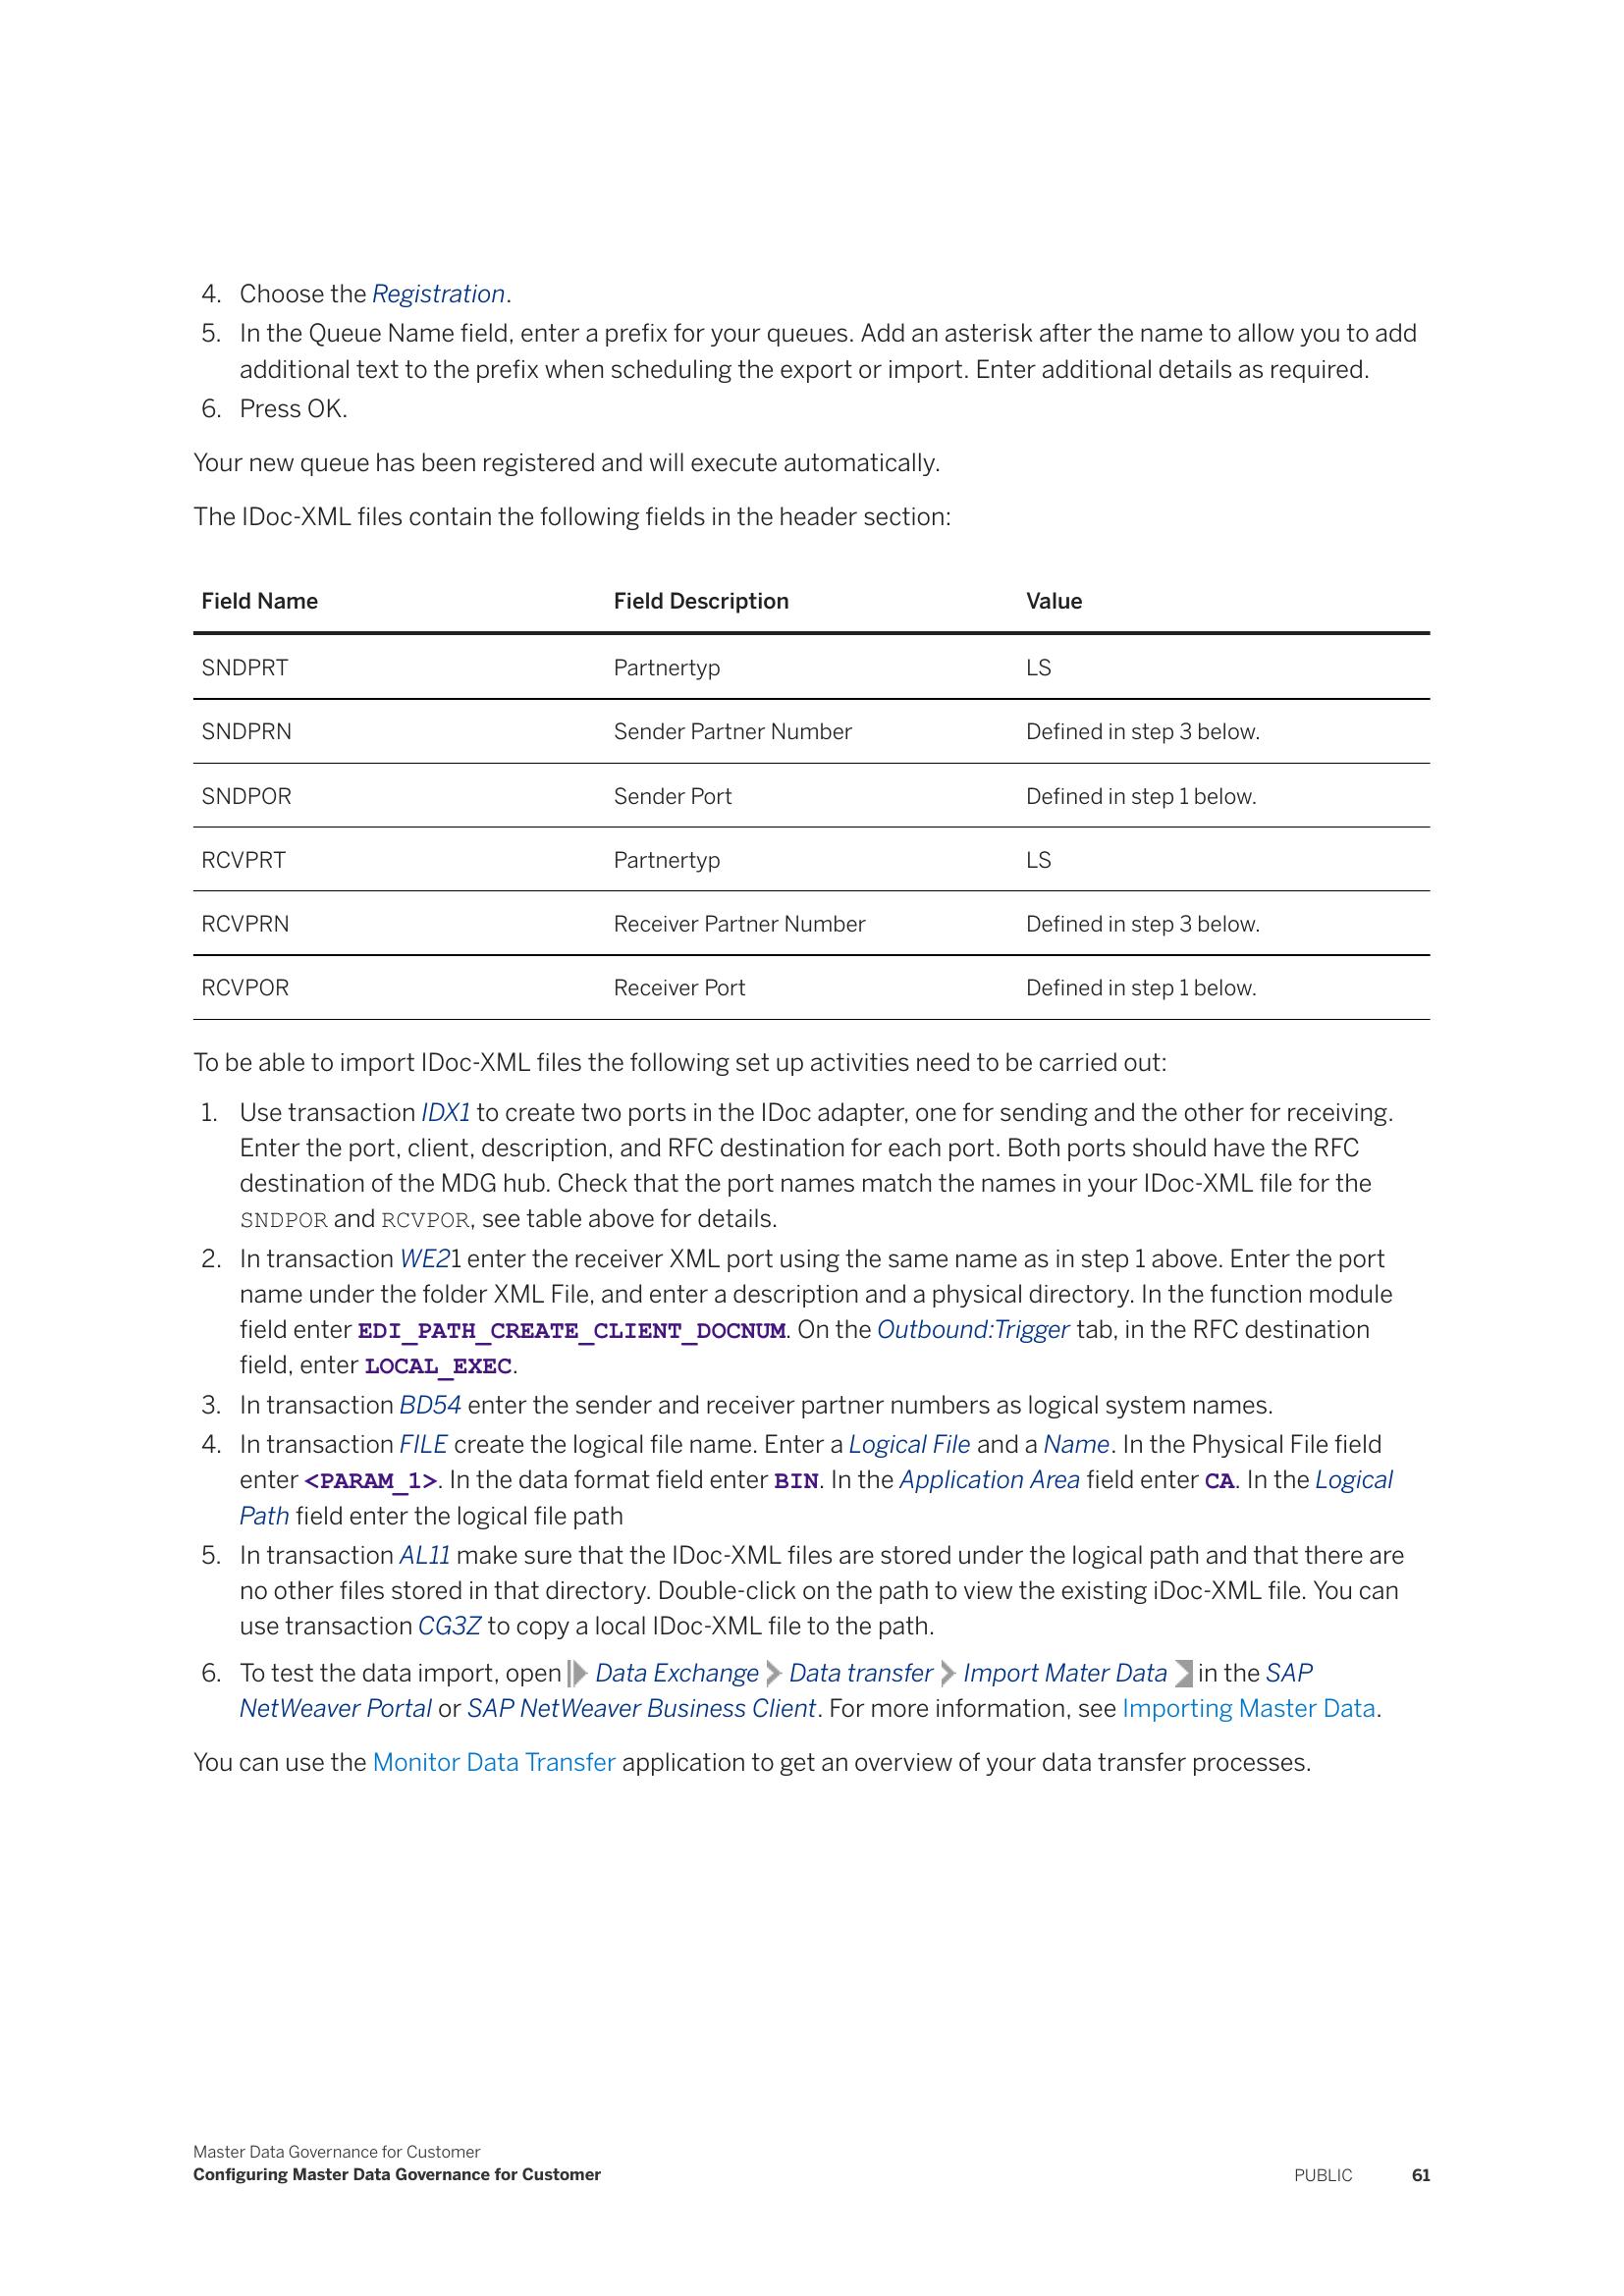 4. Choose the Registration.
5. In the Queue Name field, enter a prefix for your queues. Add an asterisk after the name to allow you to add
additional text to the prefix when scheduling the export or import. Enter additional details as required.
6. Press OK.
Your new queue has been registered and will execute automatically.
The IDoc-XML files contain the following fields in the header section:
Field Name Field Description Value
SNDPRT Partnertyp LS
SNDPRN Sender Partner Number Defined in step 3 below.
SNDPOR Sender Port Defined in step 1 below.
RCVPRT Partnertyp LS
RCVPRN Receiver Partner Number Defined in step 3 below.
RCVPOR Receiver Port Defined in step 1 below.
To be able to import IDoc-XML files the following set up activities need to be carried out:
1. Use transaction IDX1 to create two ports in the IDoc adapter, one for sending and the other for receiving.
Enter the port, client, description, and RFC destination for each port. Both ports should have the RFC
destination of the MDG hub. Check that the port names match the names in your IDoc-XML file for the
SNDPOR and RCVPOR, see table above for details.
2. In transaction WE21 enter the receiver XML port using the same name as in step 1 above. Enter the port
name under the folder XML File, and enter a description and a physical directory. In the function module
field enter EDI_PATH_CREATE_CLIENT_DOCNUM. On the Outbound:Trigger tab, in the RFC destination
field, enter LOCAL_EXEC.
3. In transaction BD54 enter the sender and receiver partner numbers as logical system names.
4. In transaction FILE create the logical file name. Enter a Logical File and a Name. In the Physical File field
enter <PARAM_1>. In the data format field enter BIN. In the Application Area field enter CA. In the Logical
Path field enter the logical file path
5. In transaction AL11 make sure that the IDoc-XML files are stored under the logical path and that there are
no other files stored in that directory. Double-click on the path to view the existing iDoc-XML file. You can
use transaction CG3Z to copy a local IDoc-XML file to the path.
6. To test the data import, open Data Exchange Data transfer Import Mater Data in the SAP
NetWeaver Portal or SAP NetWeaver Business Client. For more information, see Importing Master Data.
You can use the Monitor Data Transfer application to get an overview of your data transfer processes.
Master Data Governance for Customer
Configuring Master Data Governance for Customer PUBLIC 61